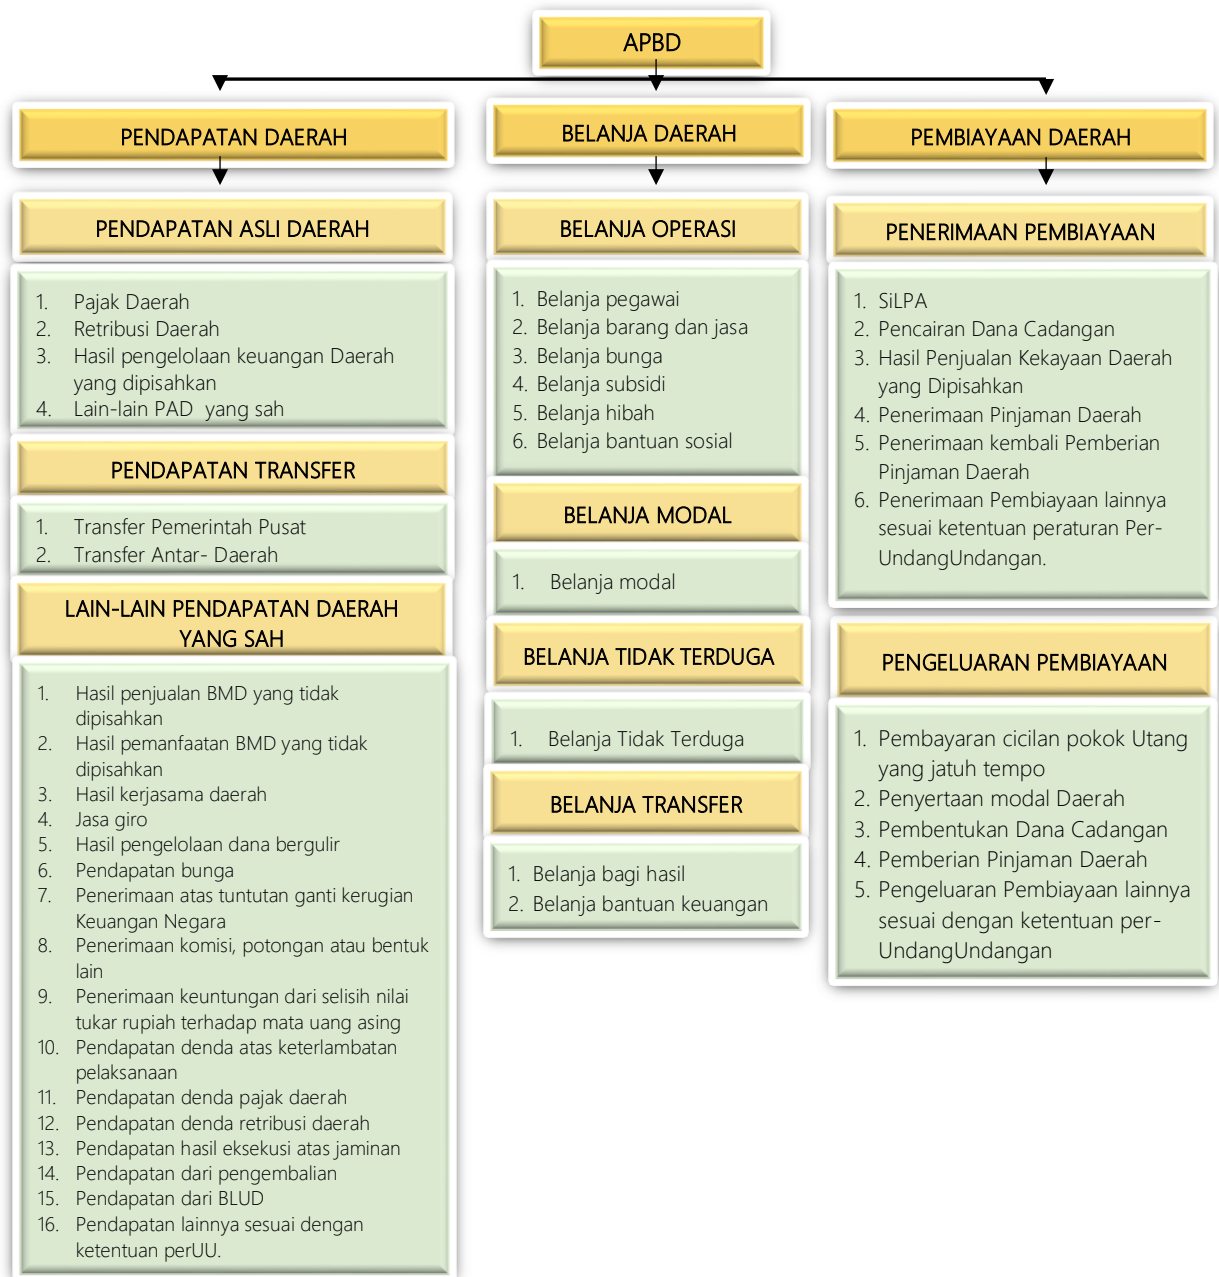 APBD
PENDAPATAN DAERAH
PENDAPATAN ASLI DAERAH
1. Pajak Daerah
2. Retribusi Daerah
3. Hasil pengelolaan keuangan Daerah
yang dipisahkan
4. Lain-lain PAD yang sah
PENDAPATAN TRANSFER
1. Transfer Pemerintah Pusat
2. Transfer Antar- Daerah
LAIN-LAIN PENDAPATAN DAERAH
YANG SAH
1. Hasil penjualan BMD yang tidak
dipisahkan
2. Hasil pemanfaatan BMD yang tidak
dipisahkan
3. Hasil kerjasama daerah
4. Jasa giro
5. Hasil pengelolaan dana bergulir
6. Pendapatan bunga
7. Penerimaan atas tuntutan ganti kerugian
Keuangan Negara
8. Penerimaan komisi, potongan atau bentuk
lain
9. Penerimaan keuntungan dari selisih nilai
tukar rupiah terhadap mata uang asing
10. Pendapatan denda atas keterlambatan
pelaksanaan
11. Pendapatan denda pajak daerah
12. Pendapatan denda retribusi daerah
13. Pendapatan hasil eksekusi atas jaminan
14. Pendapatan dari pengembalian
15. Pendapatan dari BLUD
16. Pendapatan lainnya sesuai dengan
ketentuan perUU.
BELANJA DAERAH
BELANJA OPERASI
1. Belanja pegawai
2. Belanja barang dan jasa
3. Belanja bunga
4. Belanja subsidi
5. Belanja hibah
6. Belanja bantuan sosial
BELANJA MODAL
1. Belanja modal
BELANJA TIDAK TERDUGA
1. Belanja Tidak Terduga
BELANJA TRANSFER
1. Belanja bagi hasil
2. Belanja bantuan keuangan
PEMBIAYAAN DAERAH
PENERIMAAN PEMBIAYAAN
1. SiLPA
2. Pencairan Dana Cadangan
3. Hasil Penjualan Kekayaan Daerah
yang Dipisahkan
4. Penerimaan Pinjaman Daerah
5. Penerimaan kembali Pemberian
Pinjaman Daerah
6. Penerimaan Pembiayaan lainnya
sesuai ketentuan peraturan Per-
UndangUndangan.
PENGELUARAN PEMBIAYAAN
1. Pembayaran cicilan pokok Utang
yang jatuh tempo
2. Penyertaan modal Daerah
3. Pembentukan Dana Cadangan
4. Pemberian Pinjaman Daerah
5. Pengeluaran Pembiayaan lainnya
sesuai dengan ketentuan per-
UndangUndangan